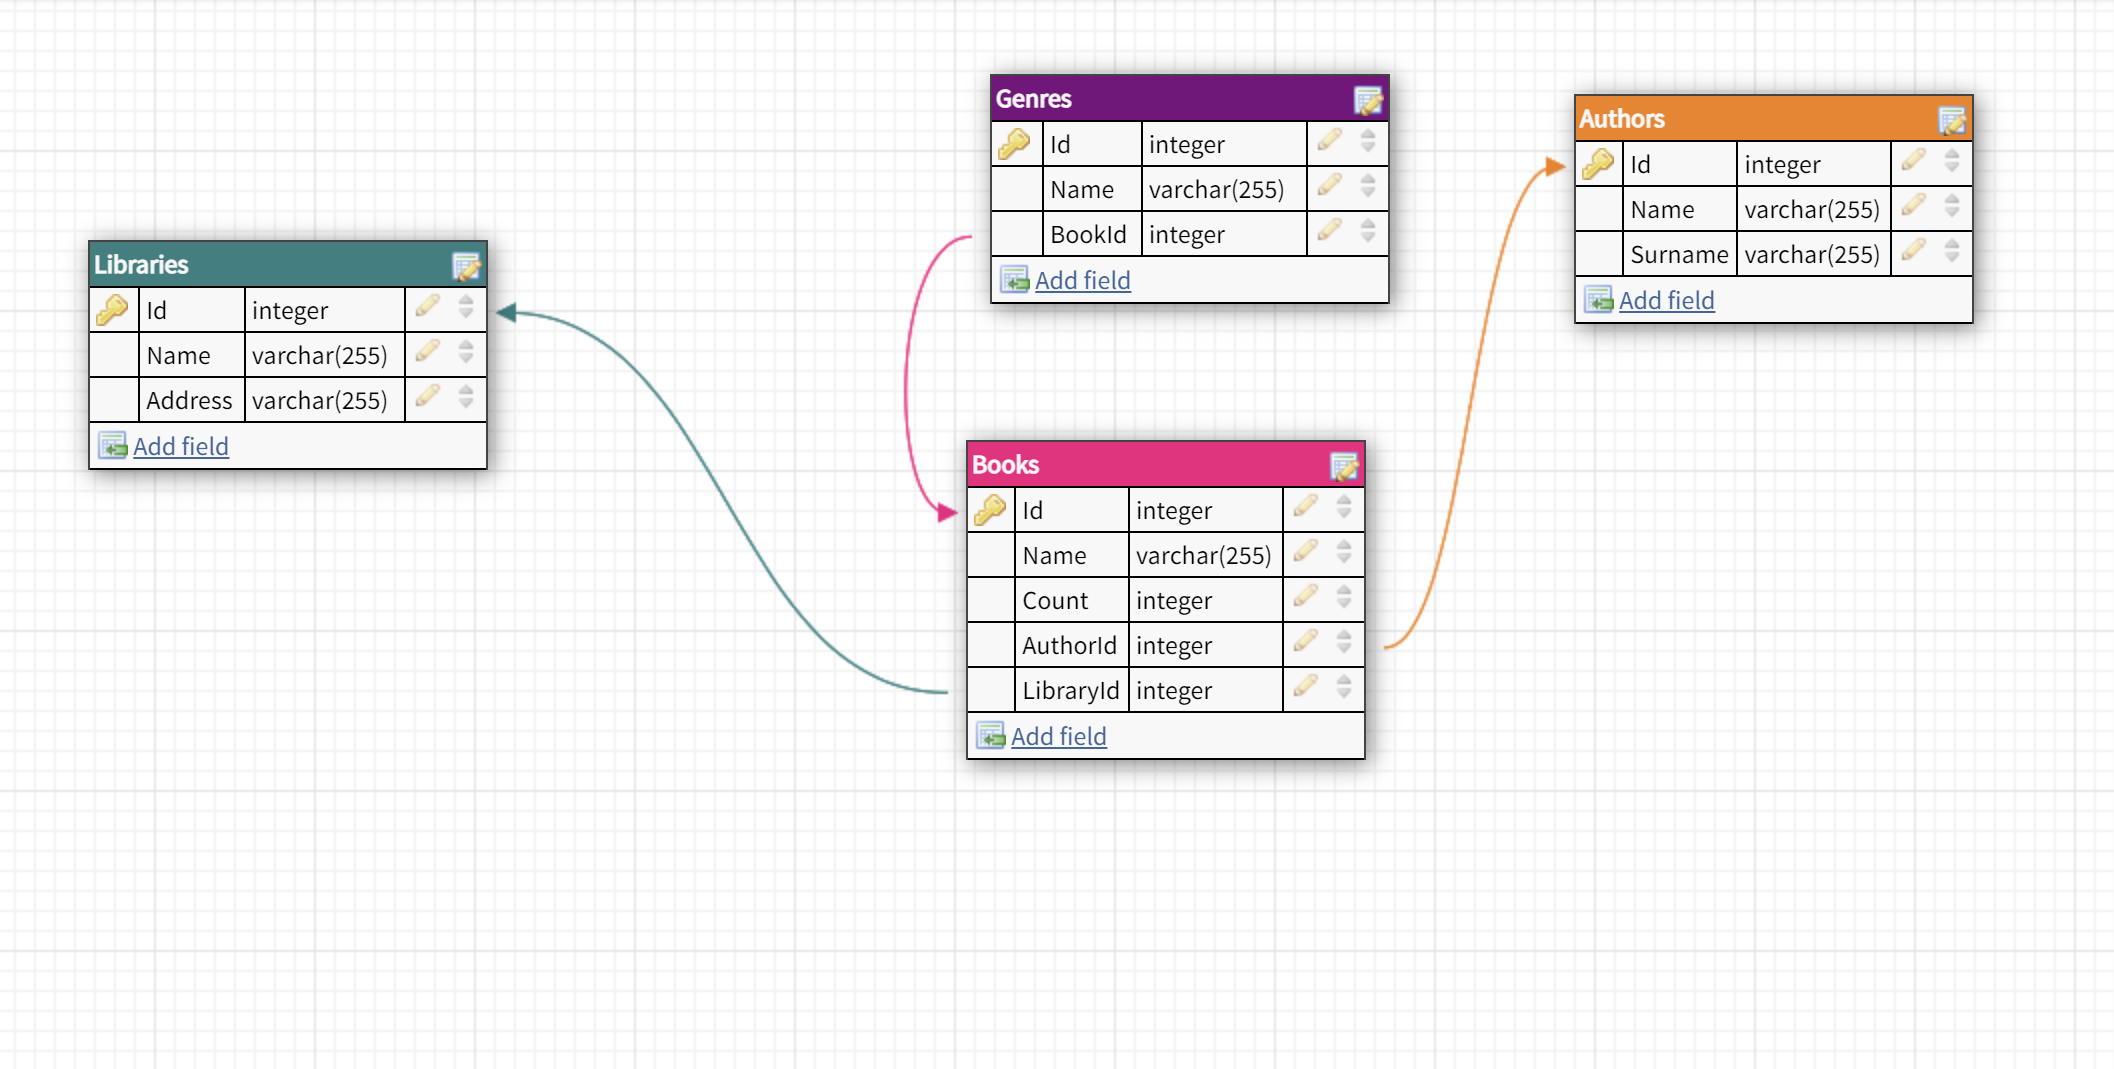 Genres
Id integer
Name varchar(255)
BookId integer
Add field
Authors
Id integer
Name varchar(255)
Surname varchar(255)
Add field
Libraries
Id integer
Name varchar(255)
Address varchar(255)
Add field
Books
Id integer
Name varchar(255)
Count integer
AuthorId integer
LibraryId integer
Add field